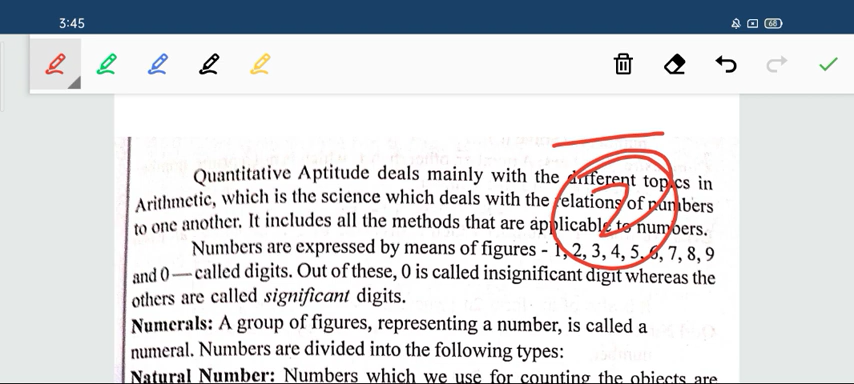 3:45
68
Quantitative Aptitude deals mainly with the different topics in
Arithmetic, which is the science which deals with the relations of numbers
to one another. It includes all the methods that are applicable to numbers.
Numbers are expressed by means of figures - 1, 2, 3, 4, 5, 6, 7, 8, 9
and 0 — called digits. Out of these, 0 is called insignificant digit whereas the
others are called significant digits.
Numerals: A group of figures, representing a number, is called a
numeral. Numbers are divided into the following types:
Natural Number: Numbers which we use for counting the objects are
2